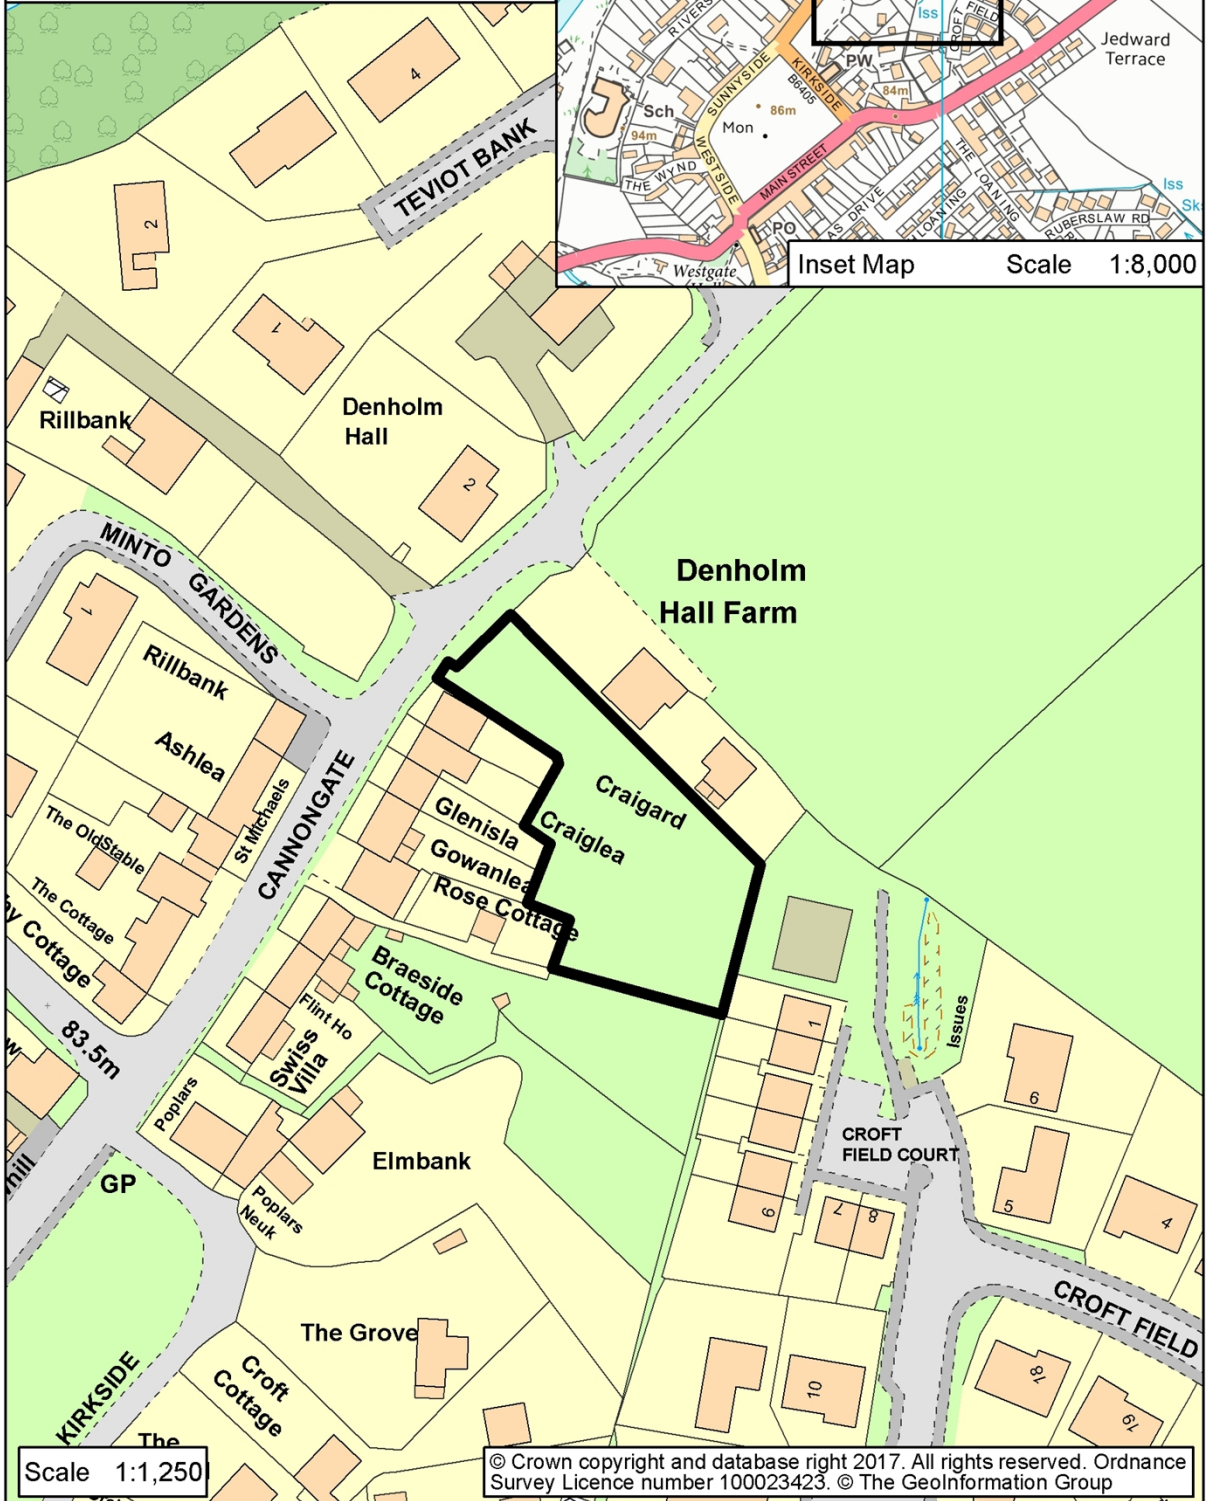 4
TEVIOT BANK
2
1
Rillbank
Denholm
Hall
2
MINTO GARDENS
1
Rillbank
Ashlea
St Michaels
The Old Stable
The Cottage
Cottage
83.5m
CANNONGATE
Denholm
Hall Farm
Craigard
Craiglea
Glenisla
Gowanlea
Rose Cottage
Braeside
Cottage
Flint Ho
Swiss
Villa
Poplars
GP
Elmbank
Poplars
Neuk
The Grove
Croft
Cottage
KIRKSIDE
The
Issues
1
6
7
8
CROFT
FIELD COURT
6
5
4
CROFT FIELD
10
18
19
RIVERS
SUNNYSIDE
KIRKSIDE
B6405
PW
Iss
CROFT FIELD
Jedward
Terrace
84m
86m
Sch
94m
Mon
THE WYND
WESTSIDE
MAIN STREET
THE LOANING
LOANING
AS DRIVE
RUBERSLAW RD
Iss
PO
Westgate
Inset Map Scale 1:8,000
Scale 1:1,250
© Crown copyright and database right 2017. All rights reserved. Ordnance
Survey Licence number 100023423. © The GeoInformation Group